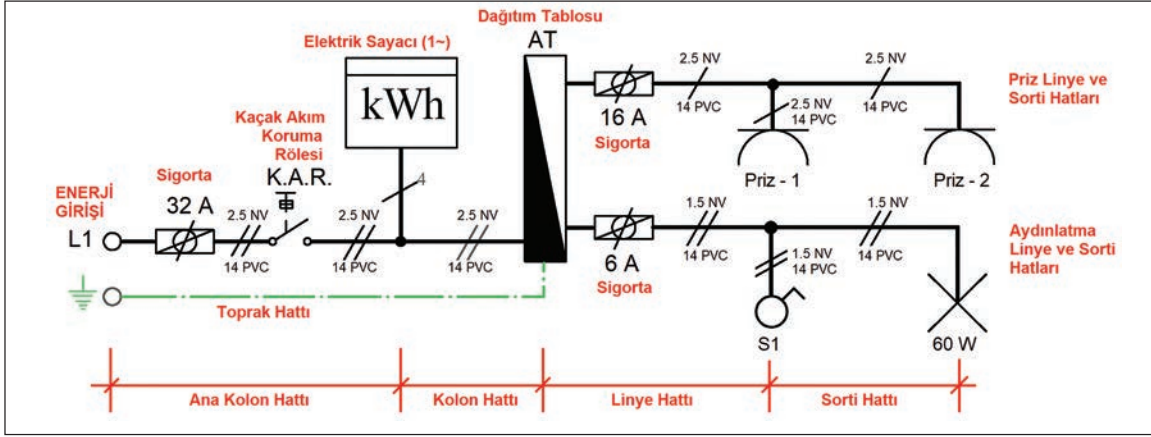 Dağıtım Tablosu
AT
Elektrik Sayacı (1~)
kWh
4
Kaçak Akım
Koruma
Rölesi
K.A.R.
ENERJİ
GİRİŞİ
L1
Sigorta
32 A
2.5 NV
14 PVC
2.5 NV
14 PVC
2.5 NV
14 PVC
Toprak Hattı
16 A
Sigorta
2.5 NV
14 PVC
2.5 NV
14 PVC
2.5 NV
14 PVC
Priz - 1
Priz - 2
Priz Linye ve
Sorti Hatları
6 A
Sigorta
1.5 NV
14 PVC
1.5 NV
14 PVC
1.5 NV
14 PVC
S1
60 W
Aydınlatma
Linye ve Sorti
Hatları
Ana Kolon Hattı
Kolon Hattı
Linye Hattı
Sorti Hattı